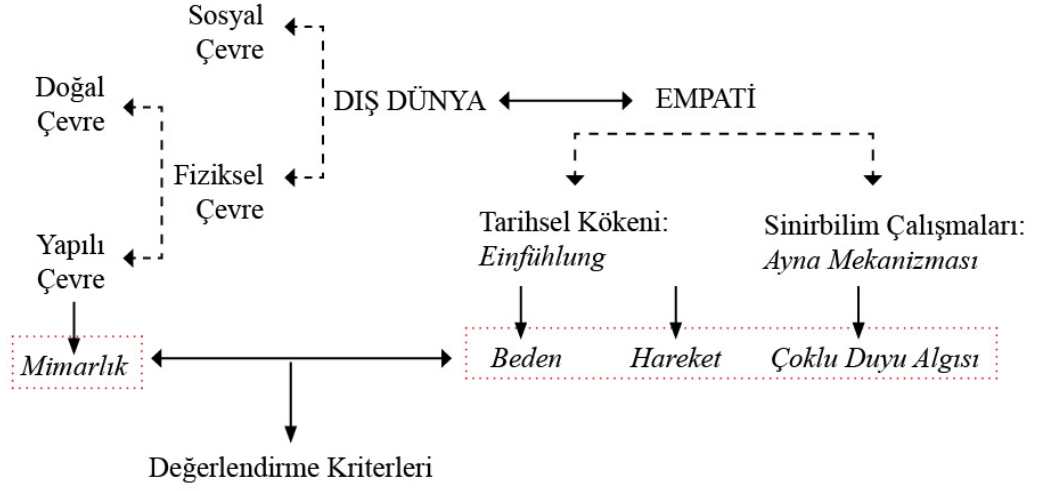 Sosyal
Çevre
Doğal
Çevre
DIŞ DÜNYA
EMPATİ
Fiziksel
Çevre
Yapılı
Çevre
Tarihsel Kökeni:
Einfühlung
Sinirbilim Çalışmaları:
Ayna Mekanizması
Mimarlık
Beden
Hareket
Çoklu Duyu Algısı
Değerlendirme Kriterleri